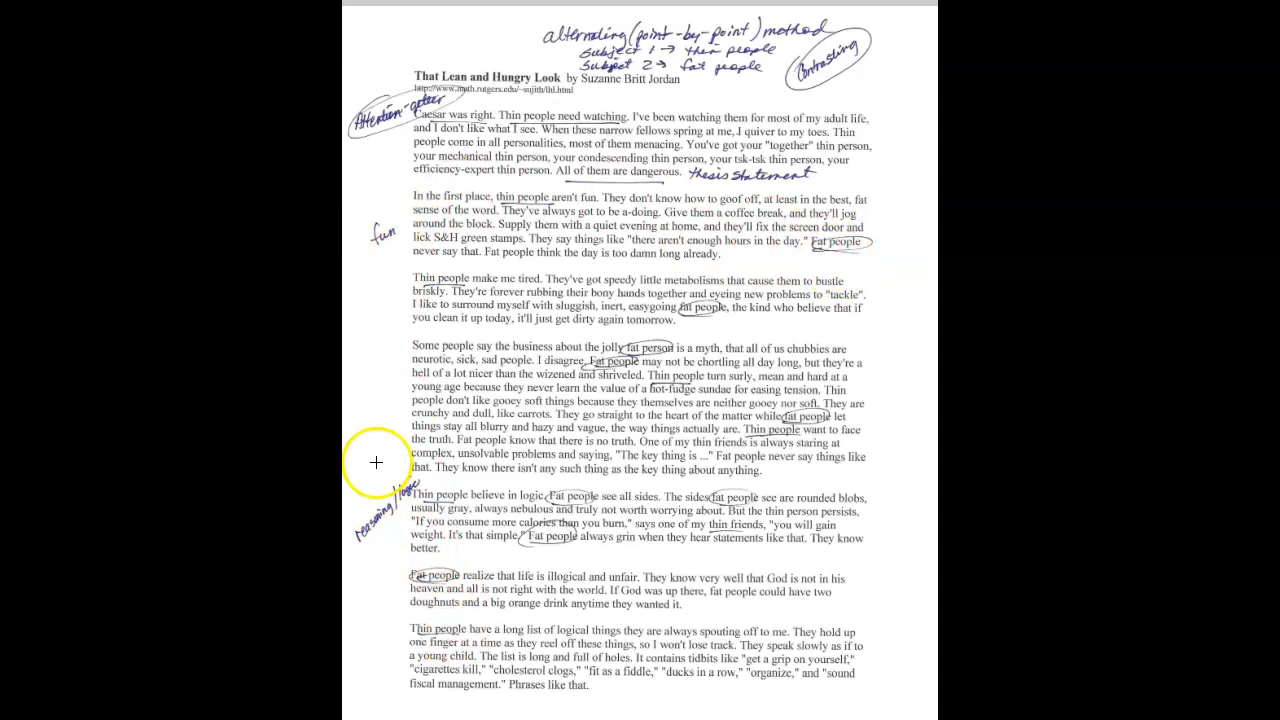 alternating (point-by-point) method
Subject 1 → thin people
Subject 2 → fat people
Contrasting
That Lean and Hungry Look by Suzanne Britt Jordan
http://www.math.rutgers.edu/~sujith/lhl.html
Attention-getter
Caesar was right. Thin people need watching. I've been watching them for most of my adult life,
and I don't like what I see. When these narrow fellows spring at me, I quiver to my toes. Thin
people come in all personalities, most of them menacing. You've got your "together" thin person,
your mechanical thin person, your condescending thin person, your tsk-tsk thin person, your
efficiency-expert thin person. All of them are dangerous. thesis statement
In the first place, thin people aren't fun. They don't know how to goof off, at least in the best, fat
sense of the word. They've always got to be a-doing. Give them a coffee break, and they'll jog
around the block. Supply them with a quiet evening at home, and they'll fix the screen door and
fun
lick S&H green stamps. They say things like "there aren't enough hours in the day." Fat people
never say that. Fat people think the day is too damn long already.
Thin people make me tired. They've got speedy little metabolisms that cause them to bustle
briskly. They're forever rubbing their bony hands together and eyeing new problems to "tackle".
I like to surround myself with sluggish, inert, easygoing fat people, the kind who believe that if
you clean it up today, it'll just get dirty again tomorrow.
Some people say the business about the jolly fat person is a myth, that all of us chubbies are
neurotic, sick, sad people. I disagree. Fat people may not be chortling all day long, but they're a
hell of a lot nicer than the wizened and shriveled. Thin people turn surly, mean and hard at a
young age because they never learn the value of a hot-fudge sundae for easing tension. Thin
people don't like gooey soft things because they themselves are neither gooey nor soft. They are
crunchy and dull, like carrots. They go straight to the heart of the matter while fat people let
things stay all blurry and hazy and vague, the way things actually are. Thin people want to face
the truth. Fat people know that there is no truth. One of my thin friends is always staring at
complex, unsolvable problems and saying, "The key thing is ..." Fat people never say things like
that. They know there isn't any such thing as the key thing about anything.
reasoning/logic
Thin people believe in logic. Fat people see all sides. The sides fat people see are rounded blobs,
usually gray, always nebulous and truly not worth worrying about. But the thin person persists,
"If you consume more calories than you burn," says one of my thin friends, "you will gain
weight. It's that simple." Fat people always grin when they hear statements like that. They know
better.
Fat people realize that life is illogical and unfair. They know very well that God is not in his
heaven and all is not right with the world. If God was up there, fat people could have two
doughnuts and a big orange drink anytime they wanted it.
Thin people have a long list of logical things they are always spouting off to me. They hold up
one finger at a time as they reel off these things, so I won't lose track. They speak slowly as if to
a young child. The list is long and full of holes. It contains tidbits like "get a grip on yourself,"
"cigarettes kill," "cholesterol clogs," "fit as a fiddle," "ducks in a row," "organize," and "sound
fiscal management." Phrases like that.